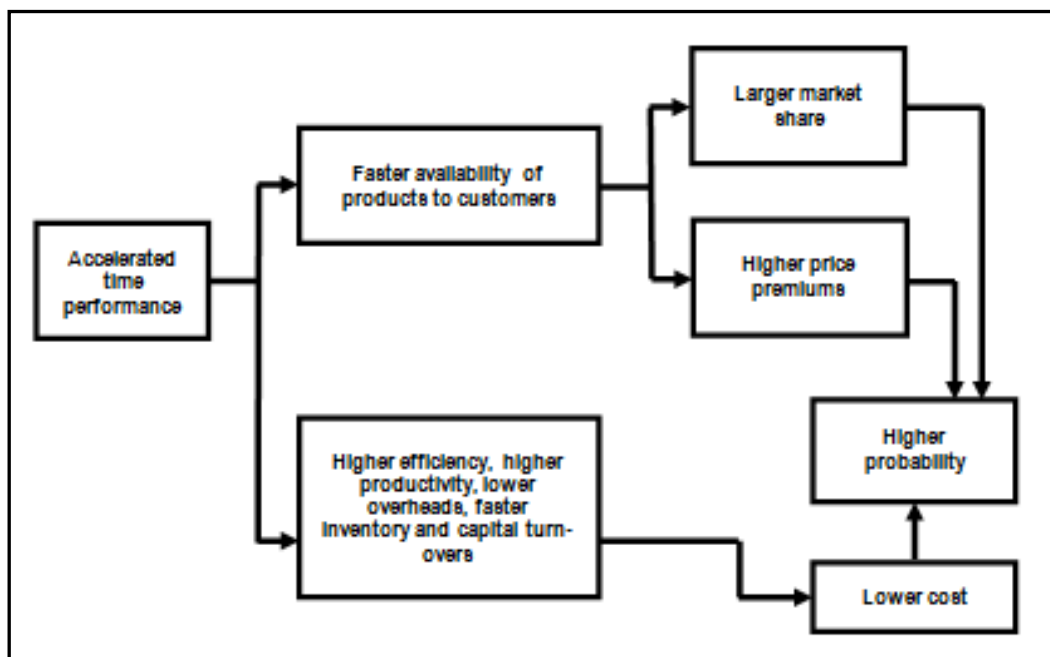 Larger market
share
Faster availability of
products to customers
Accelerated
time
performance
Higher price
premiums
Higher efficiency, higher
productivity, lower
overheads, faster
inventory and capital turn-
overs
Higher
probability
Lower cost